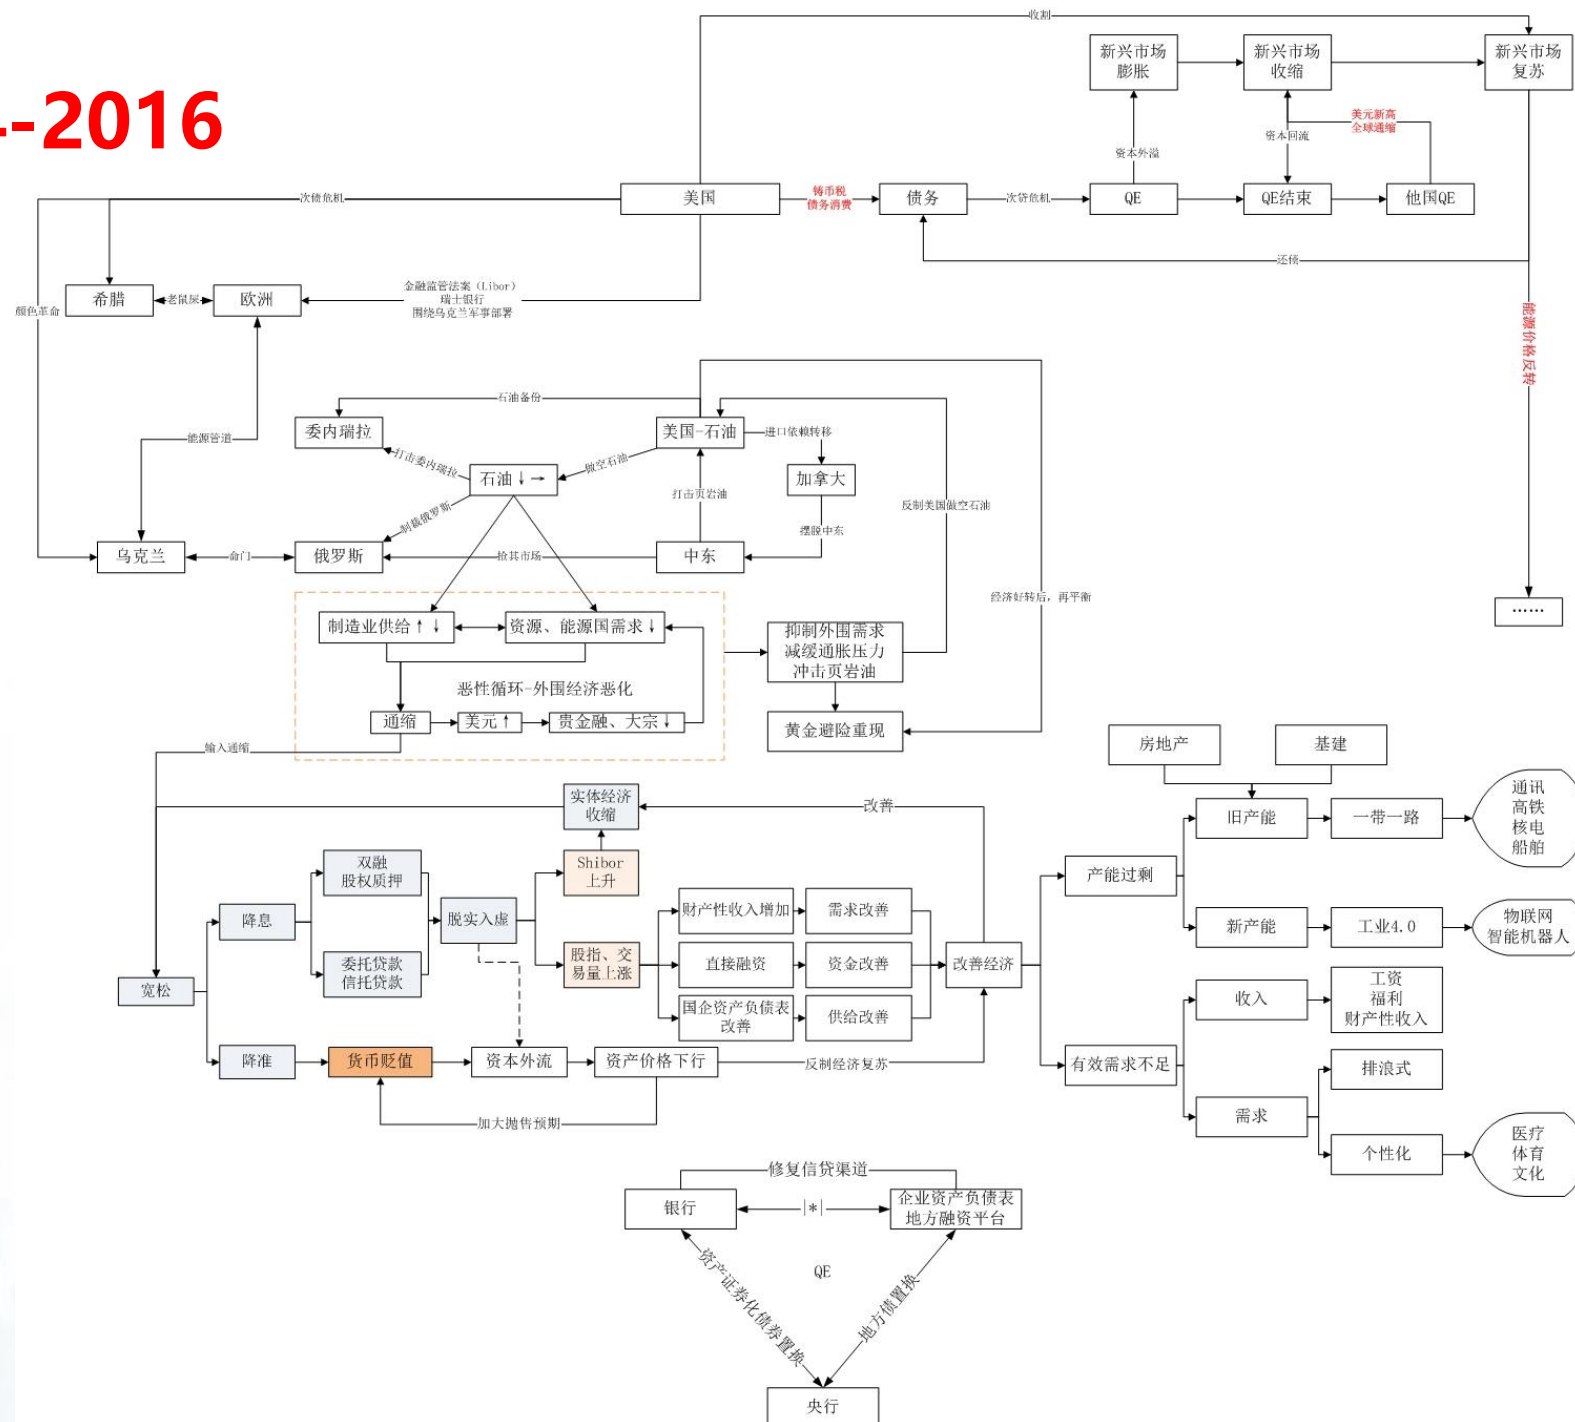 -2016
收割
新兴市场
膨胀
新兴市场
收缩
新兴市场
复苏
美元新高
全球通缩
资本回流
资本外溢
次债危机
美国
铸币税
债务消费
债务
次贷危机
QE
QE结束
他国QE
还债
金融监管法案（Libor）
瑞士银行
围绕乌克兰军事部署
希腊
老鼠屎
欧洲
颜色革命
能源价格反转
石油备份
委内瑞拉
美国-石油
进口依赖转移
能源管道
打击委内瑞拉
做空石油
石油↓→
加拿大
打击页岩油
反制美国做空石油
制裁俄罗斯
摆脱中东
乌克兰
命门
俄罗斯
抢其市场
中东
经济好转后，再平衡
……
制造业供给↑↓
资源、能源国需求↓
抑制外围需求
减缓通胀压力
冲击页岩油
恶性循环-外围经济恶化
通缩
美元↑
贵金融、大宗↓
黄金避险重现
输入通缩
房地产
基建
实体经济
收缩
改善
旧产能
一带一路
通讯
高铁
核电
船舶
双融
股权质押
Shibor
上升
产能过剩
降息
脱实入虚
财产性收入增加
需求改善
新产能
工业4.0
物联网
智能机器人
委托贷款
信托贷款
股指、交
易量上涨
直接融资
资金改善
改善经济
宽松
国企资产负债表
改善
供给改善
收入
工资
福利
财产性收入
降准
货币贬值
资本外流
资产价格下行
反制经济复苏
有效需求不足
排浪式
加大抛售预期
需求
个性化
医疗
体育
文化
修复信贷渠道
银行
|*|
企业资产负债表
地方融资平台
QE
资产证券化债券置换
地方债置换
央行